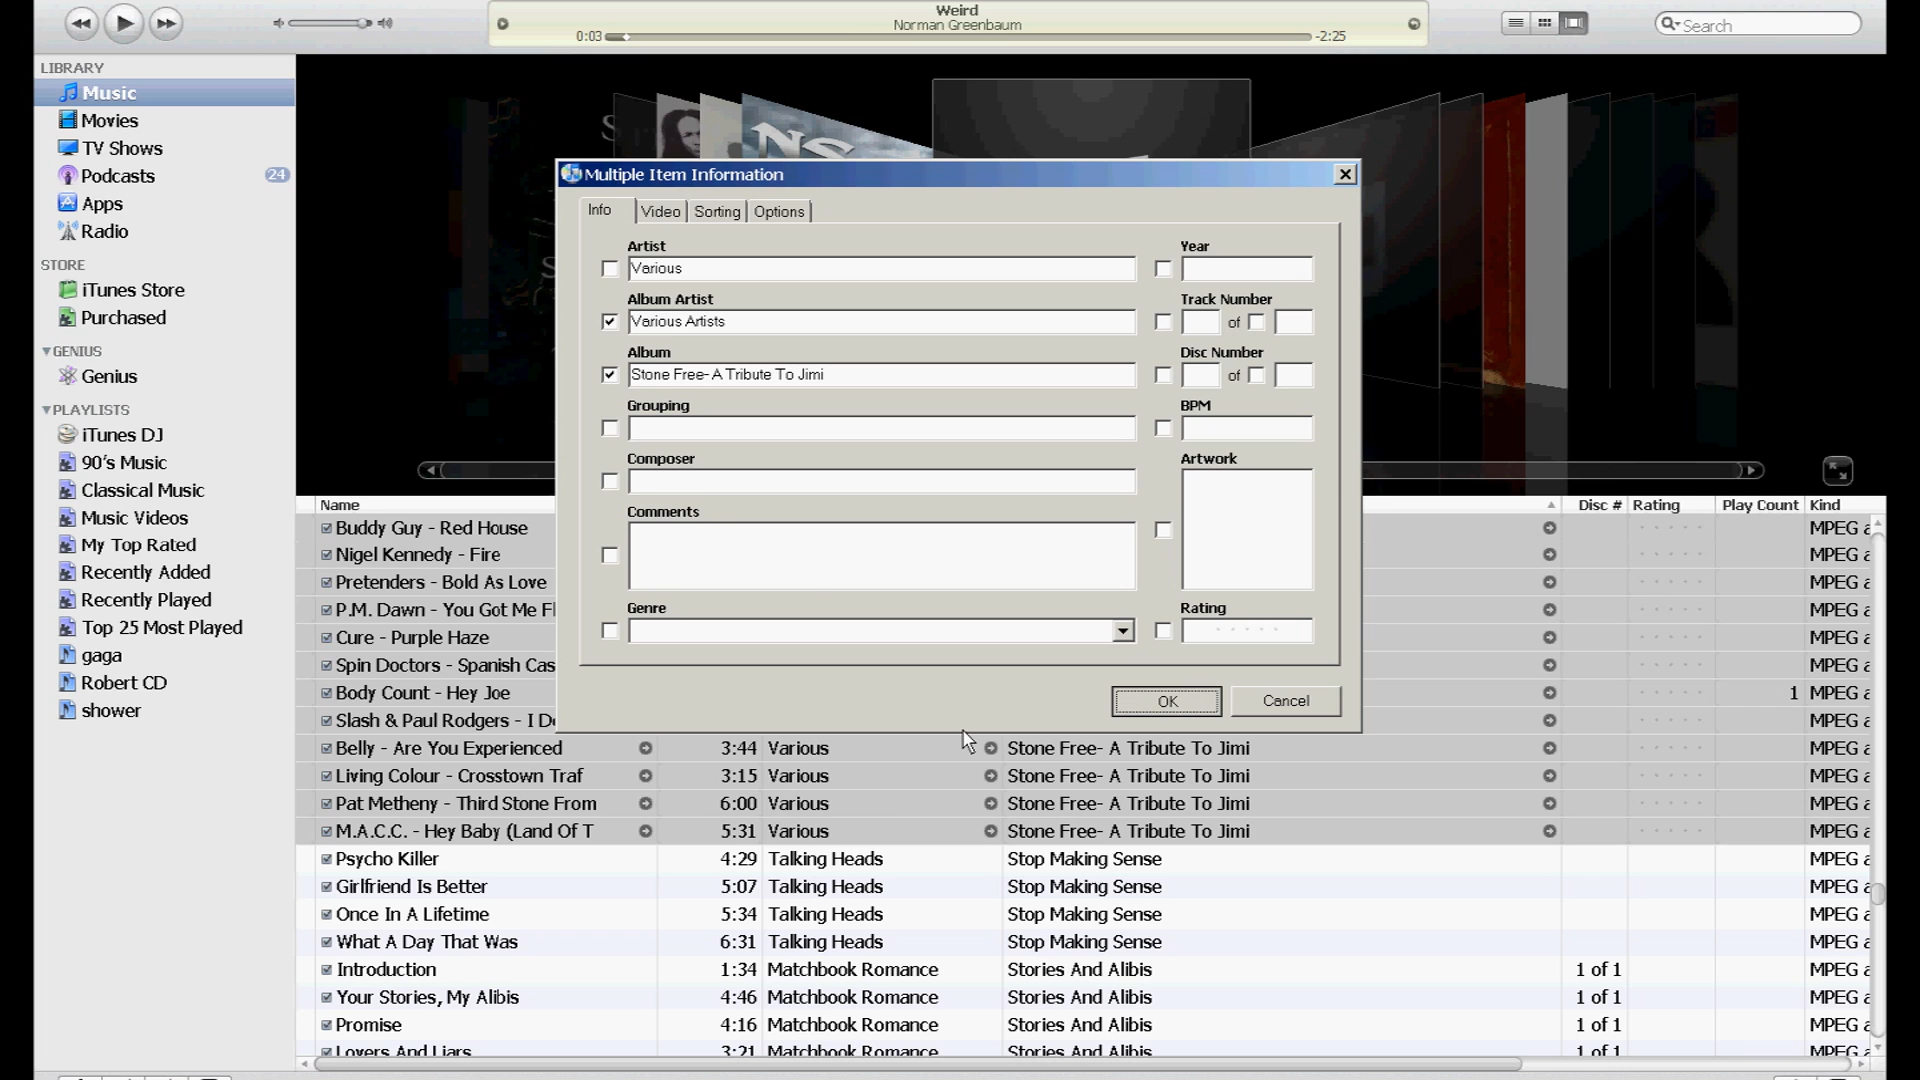 Weird
Norman Greenbaum
0:03
-2:25
Search
LIBRARY
Music
Movies
TV Shows
Podcasts 24
Apps
Radio
STORE
iTunes Store
Purchased
GENIUS
Genius
PLAYLISTS
iTunes DJ
90's Music
Classical Music
Music Videos
My Top Rated
Recently Added
Recently Played
Top 25 Most Played
gaga
Robert CD
shower
Multiple Item Information
Info Video Sorting Options
Artist
Various
Year
Album Artist
Various Artists
Track Number
of
Album
Stone Free- A Tribute To Jimi
Disc Number
of
Grouping
BPM
Composer
Artwork
Comments
Genre
Rating
OK Cancel
Name Disc # Rating Play Count Kind
Buddy Guy - Red House MPEG a
Nigel Kennedy - Fire MPEG a
Pretenders - Bold As Love MPEG a
P.M. Dawn - You Got Me Fl MPEG a
Cure - Purple Haze MPEG a
Spin Doctors - Spanish Cas MPEG a
Body Count - Hey Joe 1 MPEG a
Slash & Paul Rodgers - I Do MPEG a
Belly - Are You Experienced 3:44 Various Stone Free- A Tribute To Jimi MPEG a
Living Colour - Crosstown Traf 3:15 Various Stone Free- A Tribute To Jimi MPEG a
Pat Metheny - Third Stone From 6:00 Various Stone Free- A Tribute To Jimi MPEG a
M.A.C.C. - Hey Baby (Land Of T 5:31 Various Stone Free- A Tribute To Jimi MPEG a
Psycho Killer 4:29 Talking Heads Stop Making Sense MPEG a
Girlfriend Is Better 5:07 Talking Heads Stop Making Sense MPEG a
Once In A Lifetime 5:34 Talking Heads Stop Making Sense MPEG a
What A Day That Was 6:31 Talking Heads Stop Making Sense MPEG a
Introduction 1:34 Matchbook Romance Stories And Alibis 1 of 1 MPEG a
Your Stories, My Alibis 4:46 Matchbook Romance Stories And Alibis 1 of 1 MPEG a
Promise 4:16 Matchbook Romance Stories And Alibis 1 of 1 MPEG a
Lovers And Liars 3:21 Matchbook Romance Stories And Alibis 1 of 1 MPEG a